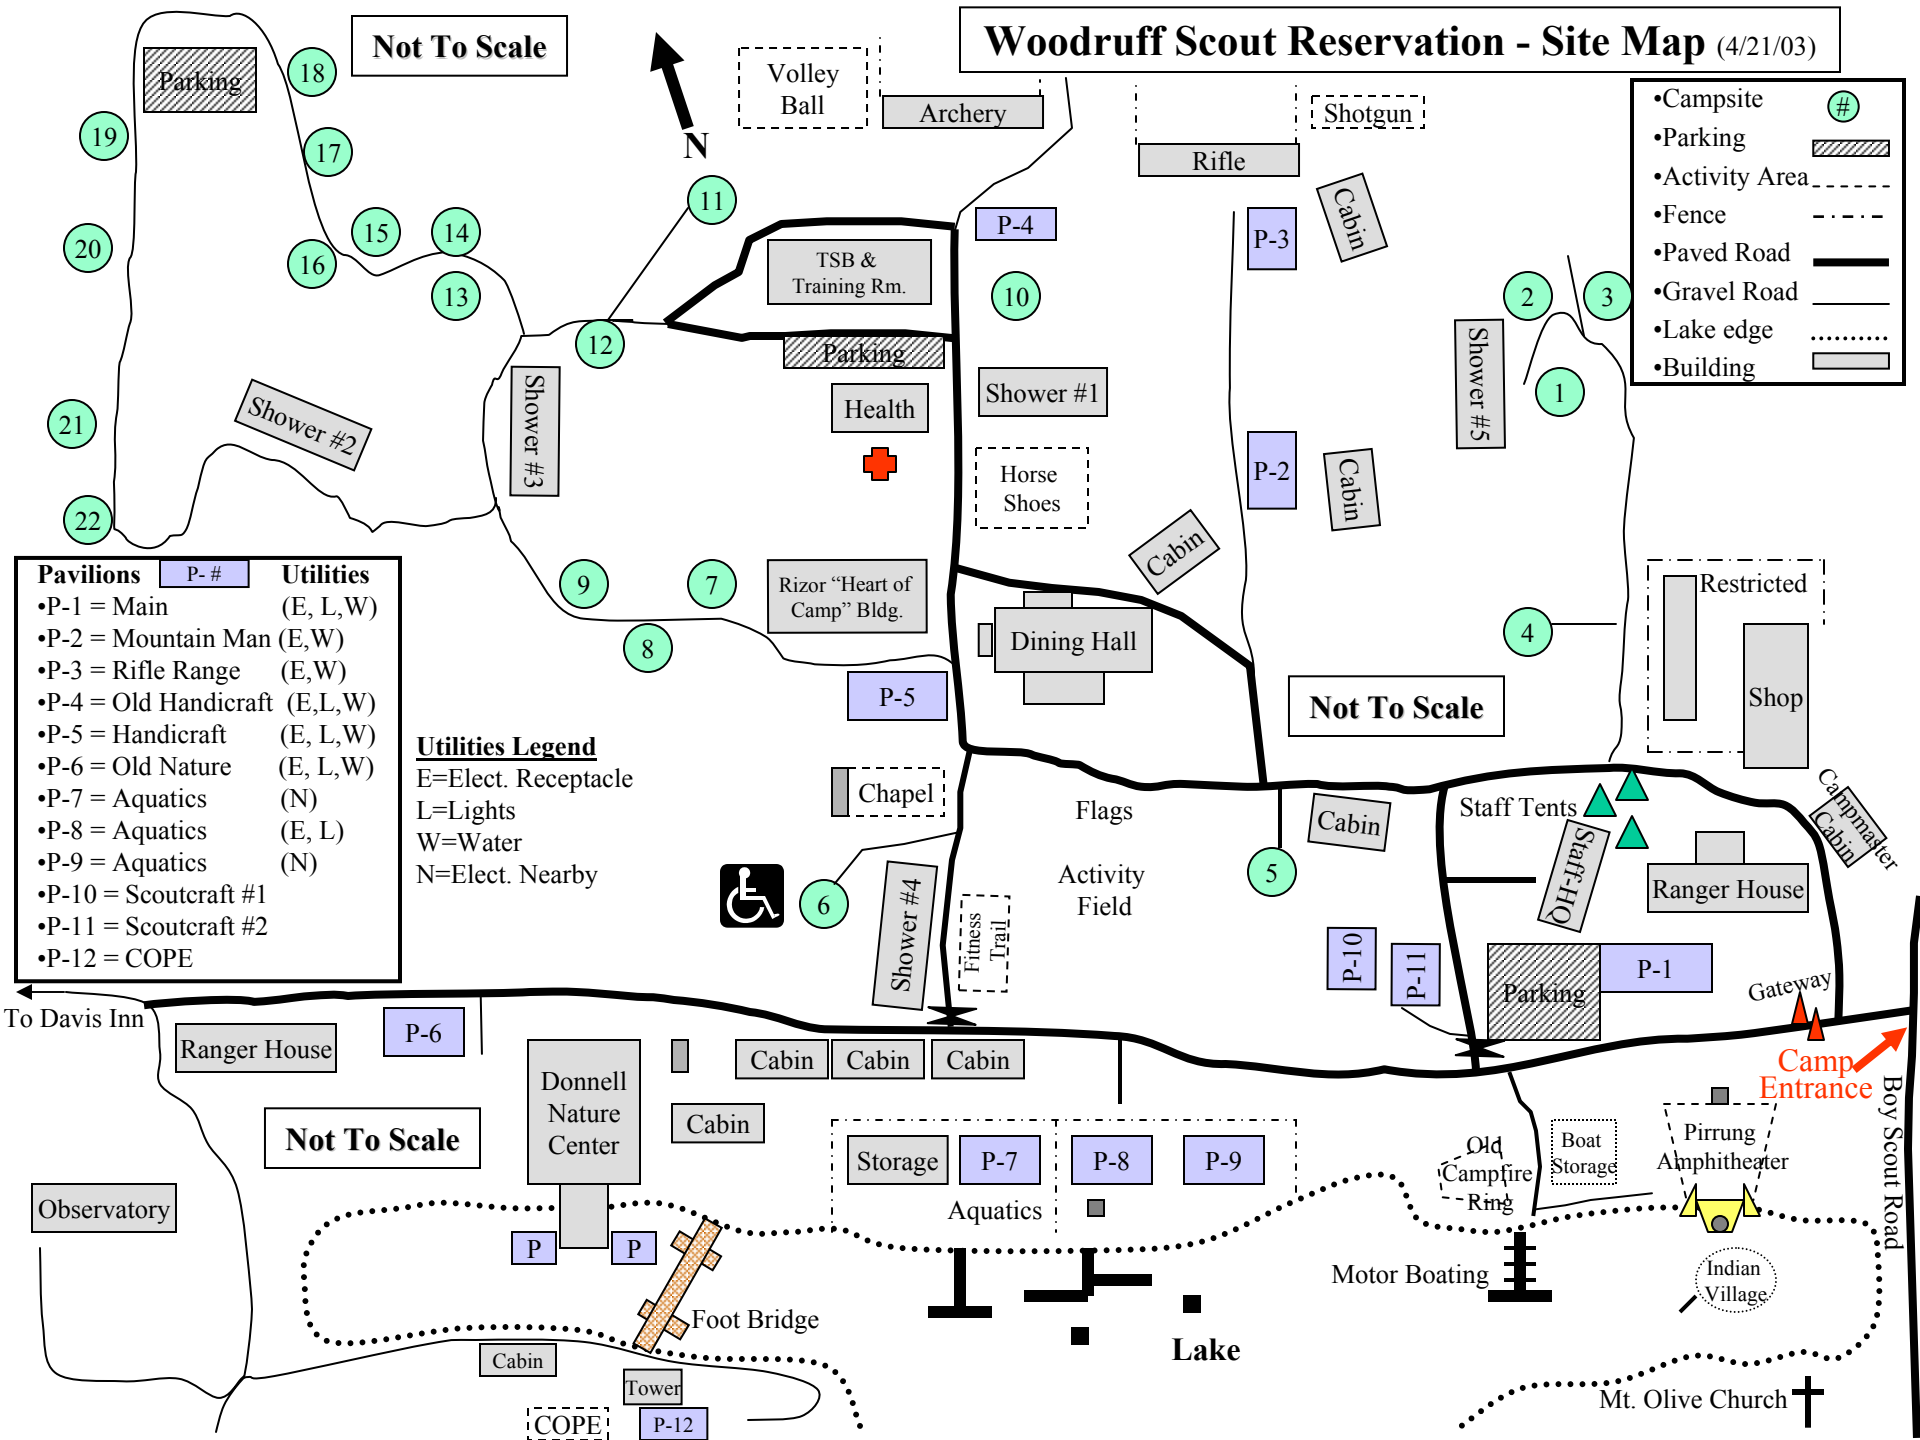 Woodruff Scout Reservation - Site Map (4/21/03)
Not To Scale
N
Volley
Ball
Archery
Rifle
Shotgun
•Campsite #
•Parking
•Activity Area
•Fence
•Paved Road
•Gravel Road
•Lake edge
•Building
Parking
18
19
17
20
15
14
16
13
11
12
21
22
Shower #2
Shower #3
TSB &
Training Rm.
Parking
Health
P-4
10
Shower #1
Horse
Shoes
P-3
Cabin
P-2
Cabin
Cabin
2
3
1
Shower #5
4
Restricted
Shop
9
7
8
Rizor “Heart of
Camp” Bldg.
P-5
Dining Hall
Not To Scale
Pavilions P- # Utilities
•P-1 = Main (E, L,W)
•P-2 = Mountain Man (E,W)
•P-3 = Rifle Range (E,W)
•P-4 = Old Handicraft (E,L,W)
•P-5 = Handicraft (E, L,W)
•P-6 = Old Nature (E, L,W)
•P-7 = Aquatics (N)
•P-8 = Aquatics (E, L)
•P-9 = Aquatics (N)
•P-10 = Scoutcraft #1
•P-11 = Scoutcraft #2
•P-12 = COPE
Utilities Legend
E=Elect. Receptacle
L=Lights
W=Water
N=Elect. Nearby
Chapel
6
Shower #4
Fitness
Trail
Flags
Activity
Field
5
Cabin
Staff Tents
Staff-HQ
Ranger House
Campmaster
Cabin
P-10
P-11
Parking
P-1
Gateway
Camp
Entrance
Boy Scout Road
To Davis Inn
Ranger House
P-6
Donnell
Nature
Center
Cabin
Cabin
Cabin
Cabin
Not To Scale
Observatory
P
P
Foot Bridge
Storage
P-7
P-8
P-9
Aquatics
Old
Campfire
Ring
Boat
Storage
Pirrung
Amphitheater
Motor Boating
Indian
Village
Lake
Cabin
Tower
COPE
P-12
Mt. Olive Church